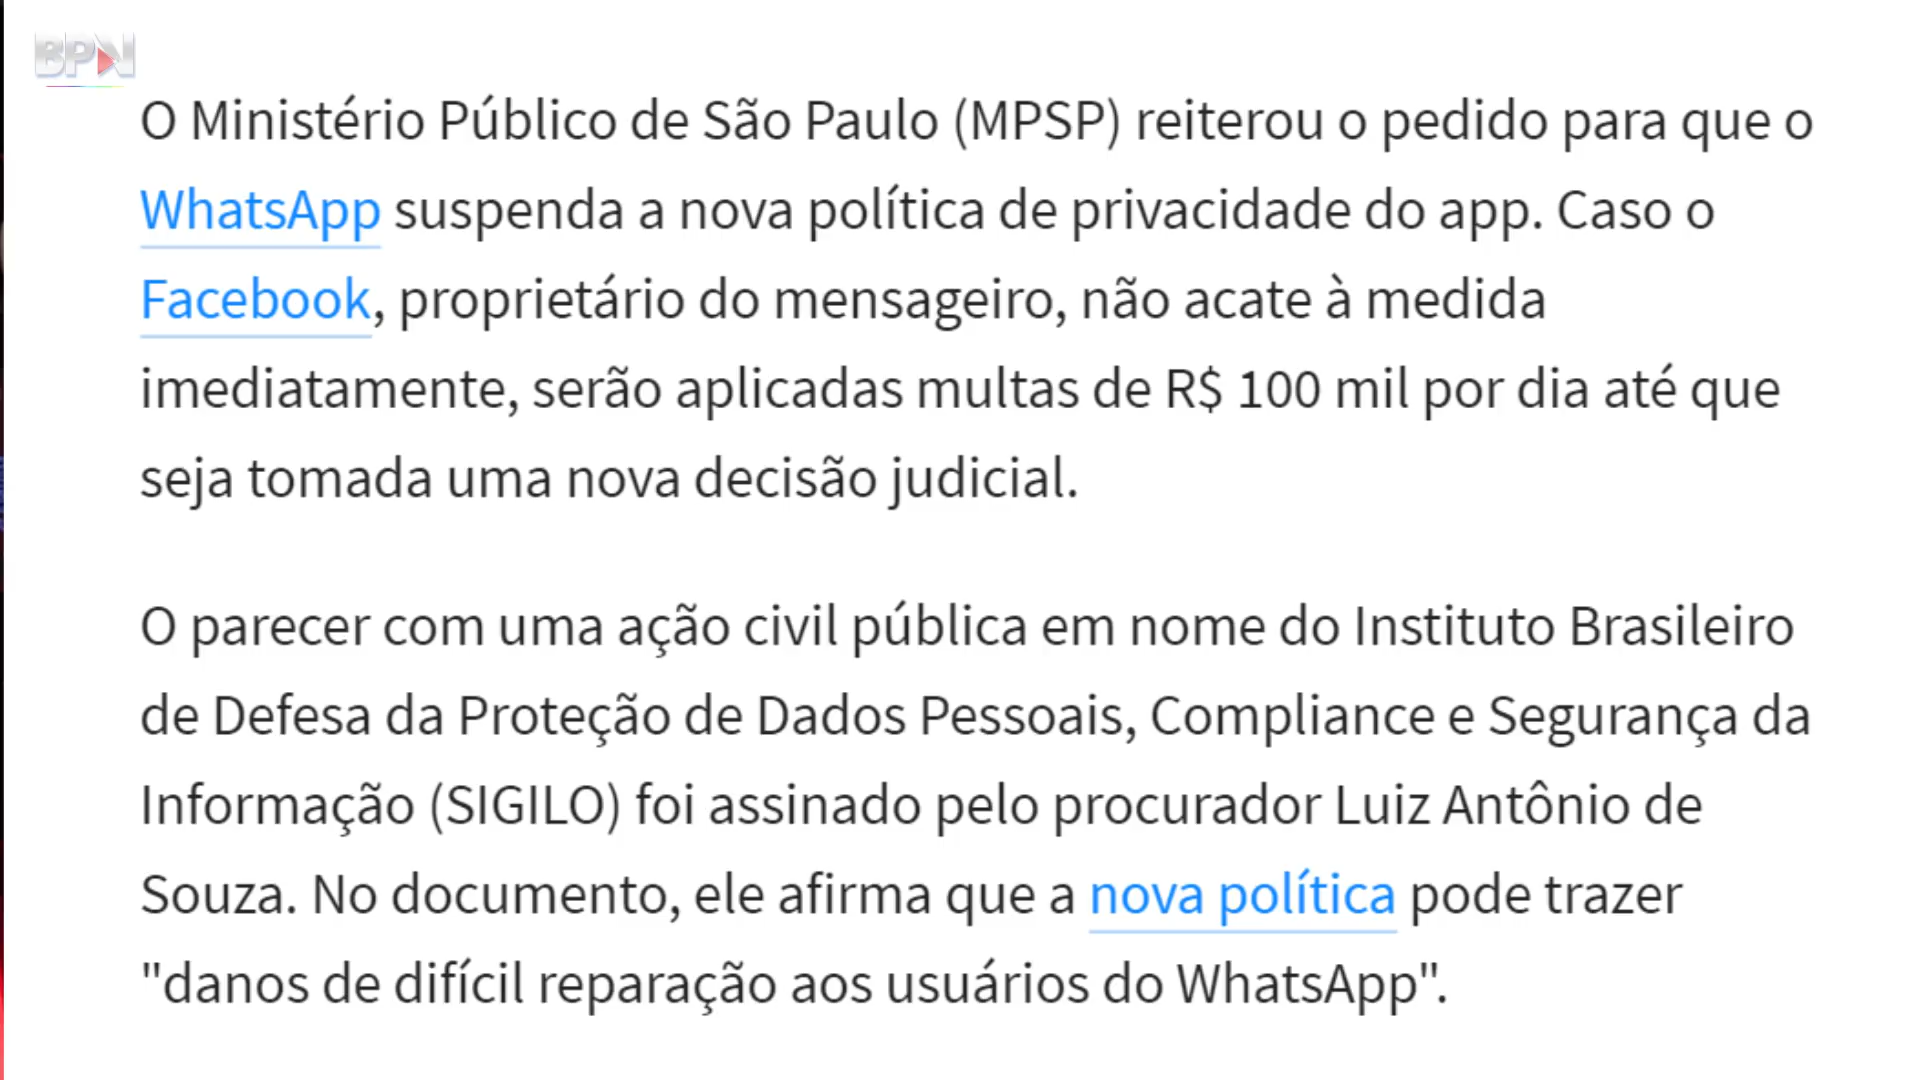 BPN
O Ministério Público de São Paulo (MPSP) reiterou o pedido para que o
WhatsApp suspenda a nova política de privacidade do app. Caso o
Facebook, proprietário do mensageiro, não acate à medida
imediatamente, serão aplicadas multas de R$ 100 mil por dia até que
seja tomada uma nova decisão judicial.
O parecer com uma ação civil pública em nome do Instituto Brasileiro
de Defesa da Proteção de Dados Pessoais, Compliance e Segurança da
Informação (SIGILO) foi assinado pelo procurador Luiz Antônio de
Souza. No documento, ele afirma que a nova política pode trazer
"danos de difícil reparação aos usuários do WhatsApp".